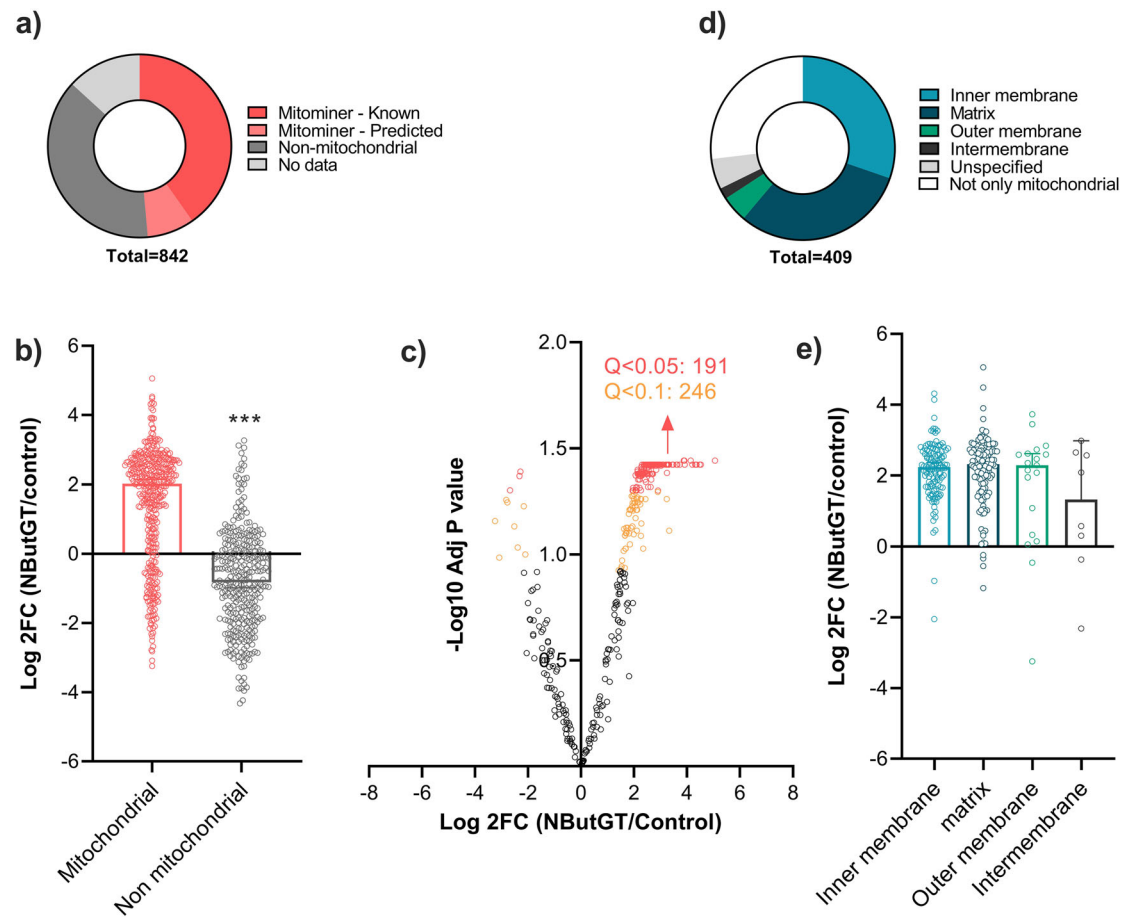 a)
Mitominer - Known
Mitominer - Predicted
Non-mitochondrial
No data
Total=842
d)
Inner membrane
Matrix
Outer membrane
Intermembrane
Unspecified
Not only mitochondrial
Total=409
b)
6
4
2
0
-2
-4
-6
Log 2FC (NButGT/control)
***
Mitochondrial
Non mitochondrial
c)
2.0
1.5
1.0
.5
-Log10 Adj P value
Q<0.05: 191
Q<0.1: 246
-8 -6 -4 -2 0 2 4 6 8
Log 2FC (NButGT/Control)
e)
6
4
2
0
-2
-4
-6
Log 2FC (NButGT/control)
Inner membrane
matrix
Outer membrane
Intermembrane